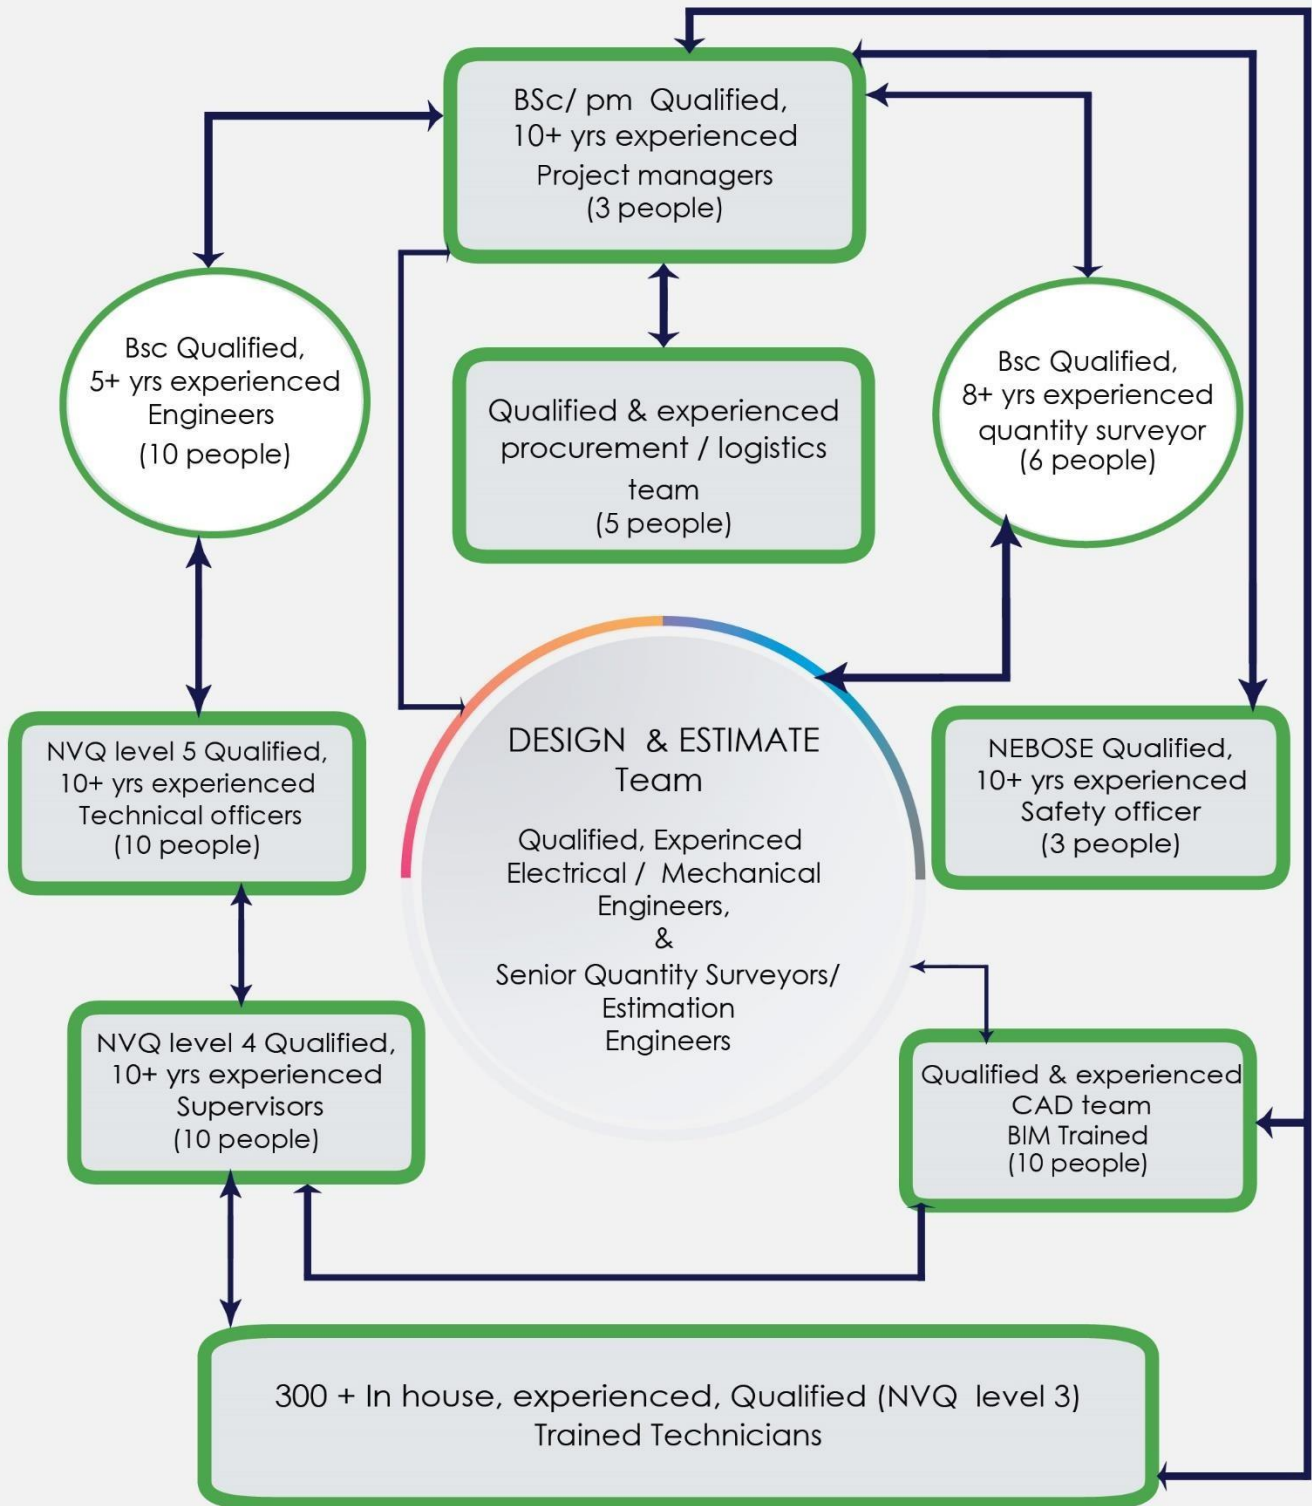 BSc/ pm Qualified,
10+ yrs experienced
Project managers
(3 people)
Bsc Qualified,
5+ yrs experienced
Engineers
(10 people)
Qualified & experienced
procurement / logistics
team
(5 people)
Bsc Qualified,
8+ yrs experienced
quantity surveyor
(6 people)
DESIGN & ESTIMATE
Team
Qualified, Experinced
Electrical / Mechanical
Engineers,
&
Senior Quantity Surveyors/
Estimation
Engineers
NVQ level 5 Qualified,
10+ yrs experienced
Technical officers
(10 people)
NEBOSE Qualified,
10+ yrs experienced
Safety officer
(3 people)
NVQ level 4 Qualified,
10+ yrs experienced
Supervisors
(10 people)
Qualified & experienced
CAD team
BIM Trained
(10 people)
300 + In house, experienced, Qualified (NVQ level 3)
Trained Technicians